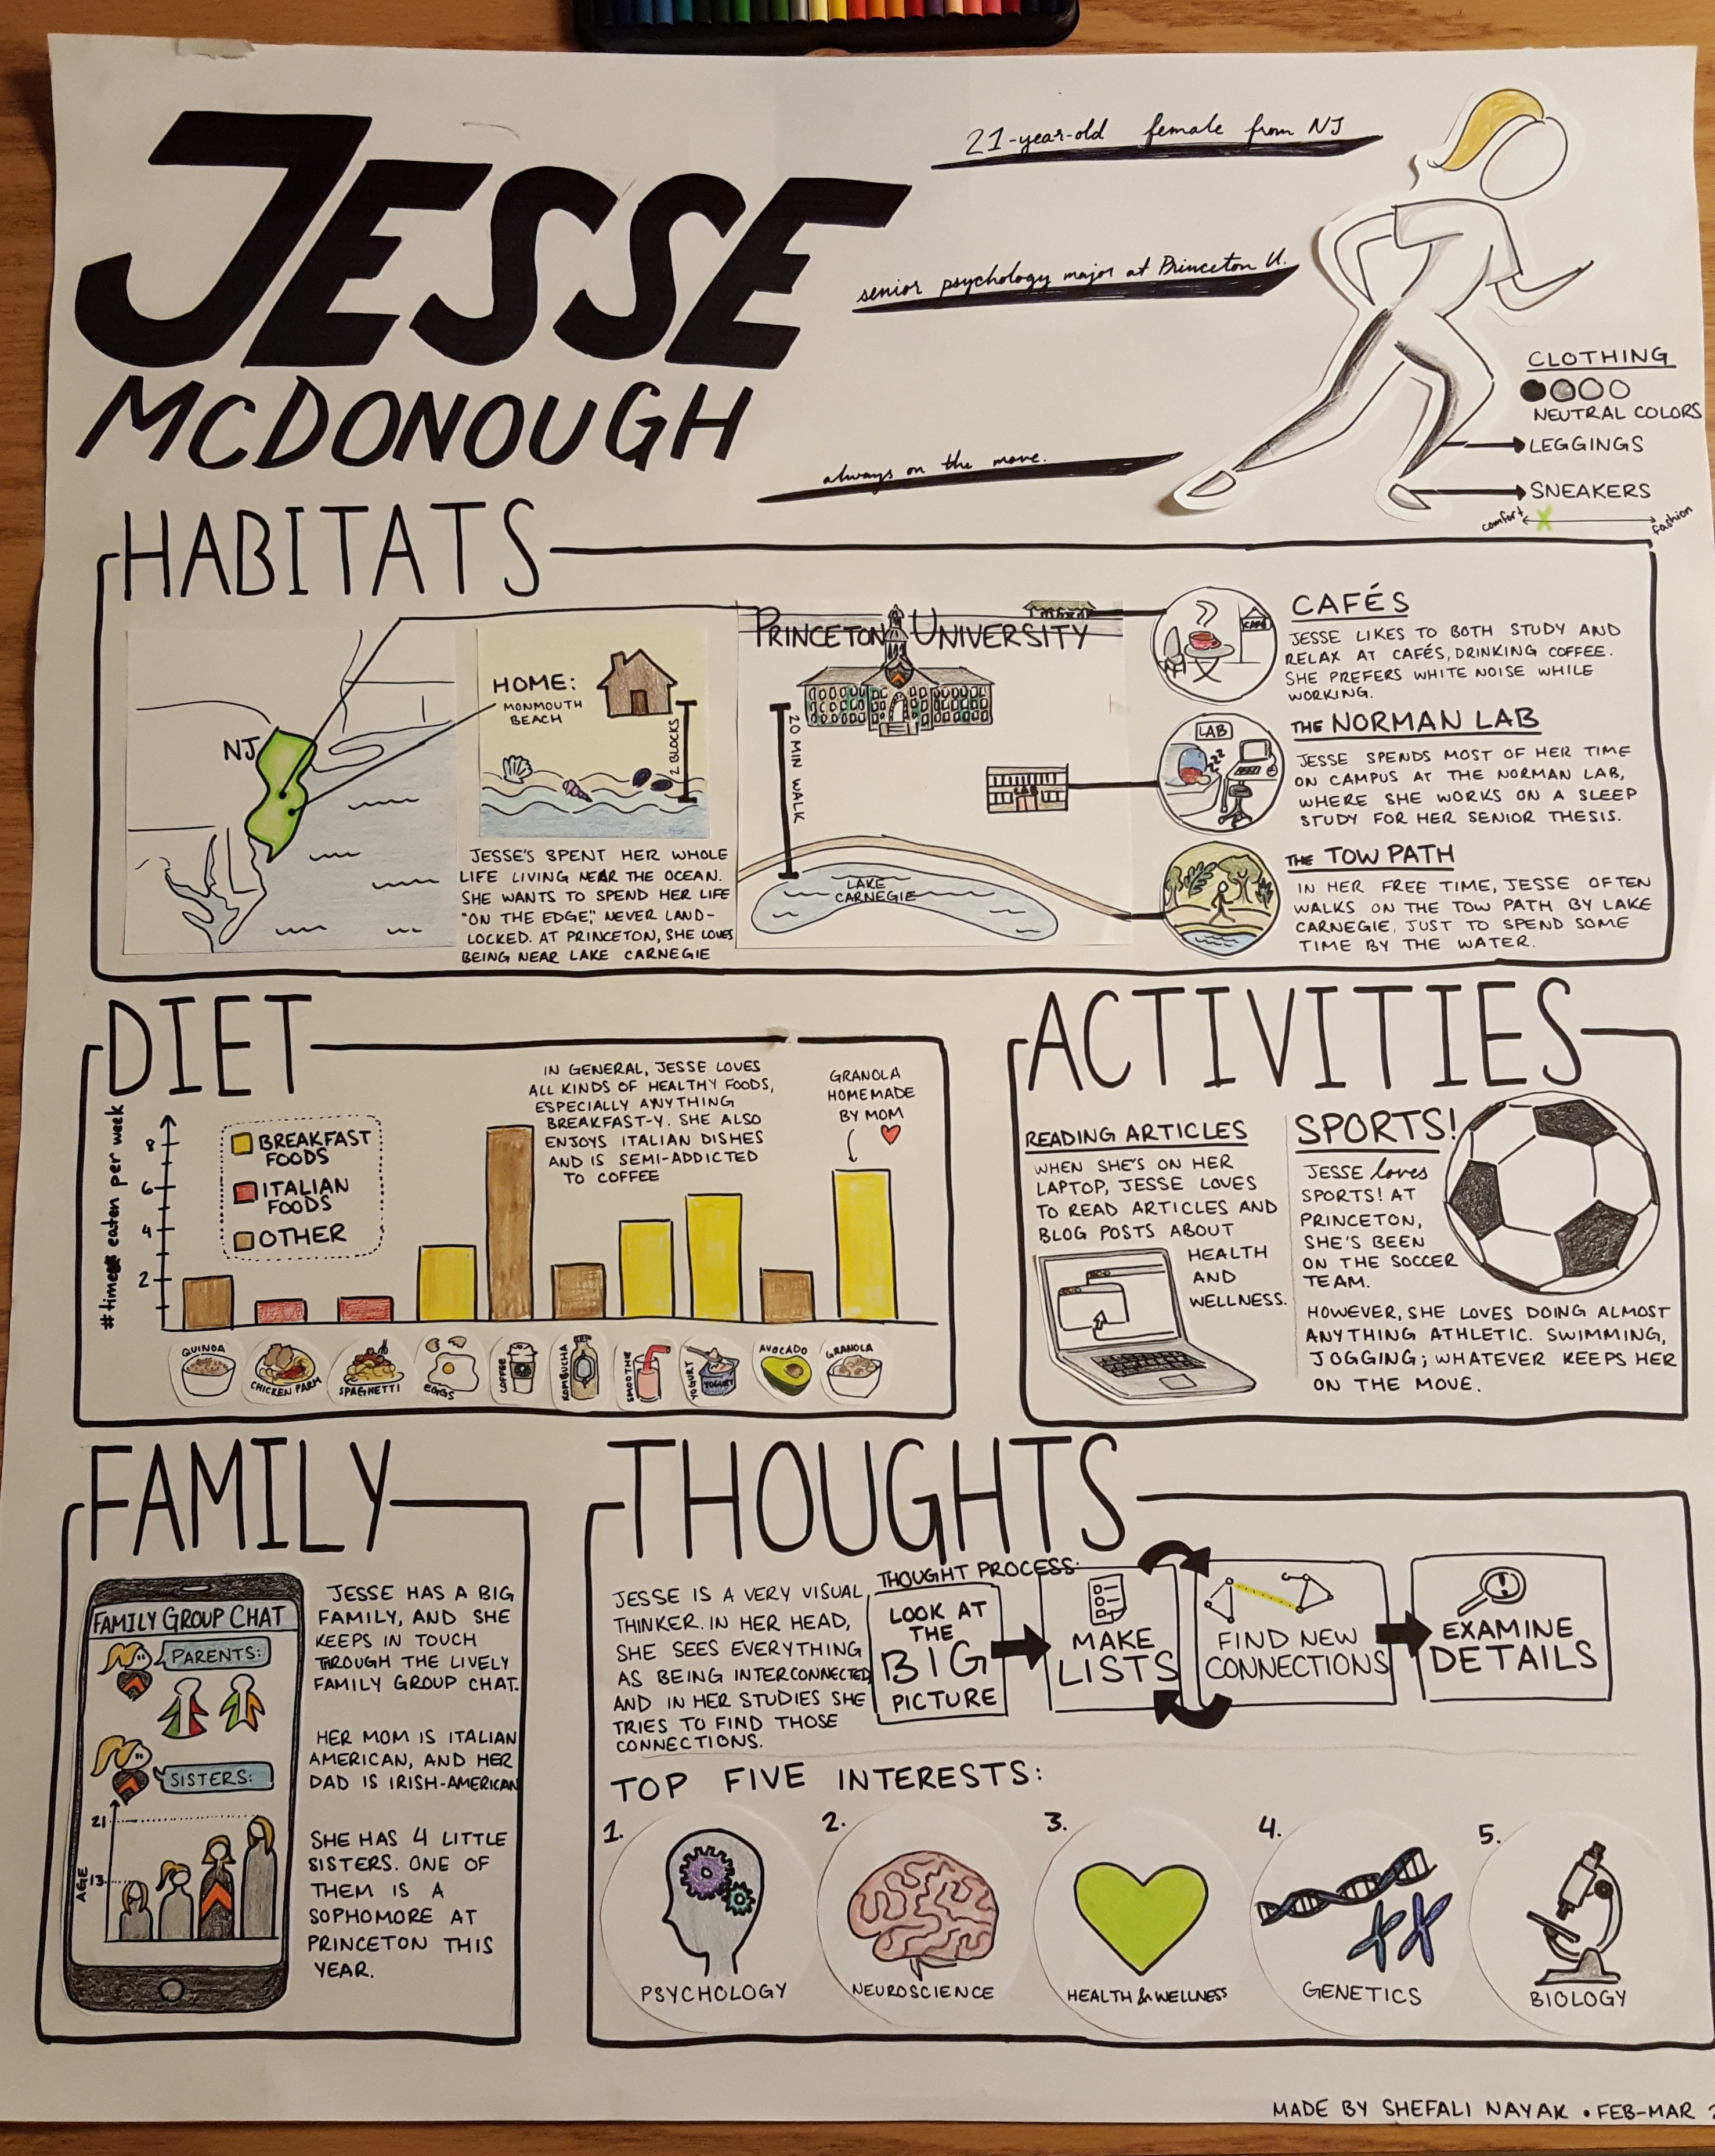 JESSE
MCDONOUGH
21-year-old female from NJ
senior psychology major at Princeton U.
always on the move.
CLOTHING
NEUTRAL COLORS
LEGGINGS
SNEAKERS
comfort
fashion
HABITATS
NJ
HOME:
MONMOUTH
BEACH
2 BLOCKS
JESSE'S SPENT HER WHOLE
LIFE LIVING NEAR THE OCEAN.
SHE WANTS TO SPEND HER LIFE
"ON THE EDGE", NEVER LAND-
LOCKED. AT PRINCETON, SHE LOVES
BEING NEAR LAKE CARNEGIE
PRINCETON UNIVERSITY
20 MIN WALK
LAB
LAKE
CARNEGIE
CAFÉ
CAFÉS
JESSE LIKES TO BOTH STUDY AND
RELAX AT CAFÉS, DRINKING COFFEE.
SHE PREFERS WHITE NOISE WHILE
WORKING.
LAB
ZZZ
THE NORMAN LAB
JESSE SPENDS MOST OF HER TIME
ON CAMPUS AT THE NORMAN LAB,
WHERE SHE WORKS ON A SLEEP
STUDY FOR HER SENIOR THESIS.
THE TOW PATH
IN HER FREE TIME, JESSE OFTEN
WALKS ON THE TOW PATH BY LAKE
CARNEGIE, JUST TO SPEND SOME
TIME BY THE WATER.
DIET
# times eaten per week
8
6
4
2
BREAKFAST
FOODS
ITALIAN
FOODS
OTHER
IN GENERAL, JESSE LOVES
ALL KINDS OF HEALTHY FOODS,
ESPECIALLY ANYTHING
BREAKFAST-Y. SHE ALSO
ENJOYS ITALIAN DISHES
AND IS SEMI-ADDICTED
TO COFFEE
GRANOLA
HOMEMADE
BY MOM
QUINOA
CHICKEN PARM
SPAGHETTI
EGGS
COFFEE
KOMBUCHA
SMOOTHIE
YOGURT
YOGURT
AVOCADO
GRANOLA
ACTIVITIES
READING ARTICLES
WHEN SHE'S ON HER
LAPTOP, JESSE LOVES
TO READ ARTICLES AND
BLOG POSTS ABOUT
HEALTH
AND
WELLNESS.
SPORTS!
JESSE loves
SPORTS! AT
PRINCETON,
SHE'S BEEN
ON THE SOCCER
TEAM.
HOWEVER, SHE LOVES DOING ALMOST
ANYTHING ATHLETIC. SWIMMING,
JOGGING; WHATEVER KEEPS HER
ON THE MOVE.
FAMILY
FAMILY GROUP CHAT
PARENTS:
SISTERS:
21
13
AGE
JESSE HAS A BIG
FAMILY, AND SHE
KEEPS IN TOUCH
THROUGH THE LIVELY
FAMILY GROUP CHAT.
HER MOM IS ITALIAN
AMERICAN, AND HER
DAD IS IRISH-AMERICAN
SHE HAS 4 LITTLE
SISTERS. ONE OF
THEM IS A
SOPHOMORE AT
PRINCETON THIS
YEAR.
THOUGHTS
JESSE IS A VERY VISUAL
THINKER. IN HER HEAD,
SHE SEES EVERYTHING
AS BEING INTERCONNECTED,
AND IN HER STUDIES SHE
TRIES TO FIND THOSE
CONNECTIONS.
THOUGHT PROCESS:
LOOK AT
THE
BIG
PICTURE
MAKE
LISTS
FIND NEW
CONNECTIONS
EXAMINE
DETAILS
TOP FIVE INTERESTS:
1.
PSYCHOLOGY
2.
NEUROSCIENCE
3.
HEALTH & WELLNESS
4.
GENETICS
5.
BIOLOGY
MADE BY SHEFALI NAYAK • FEB-MAR